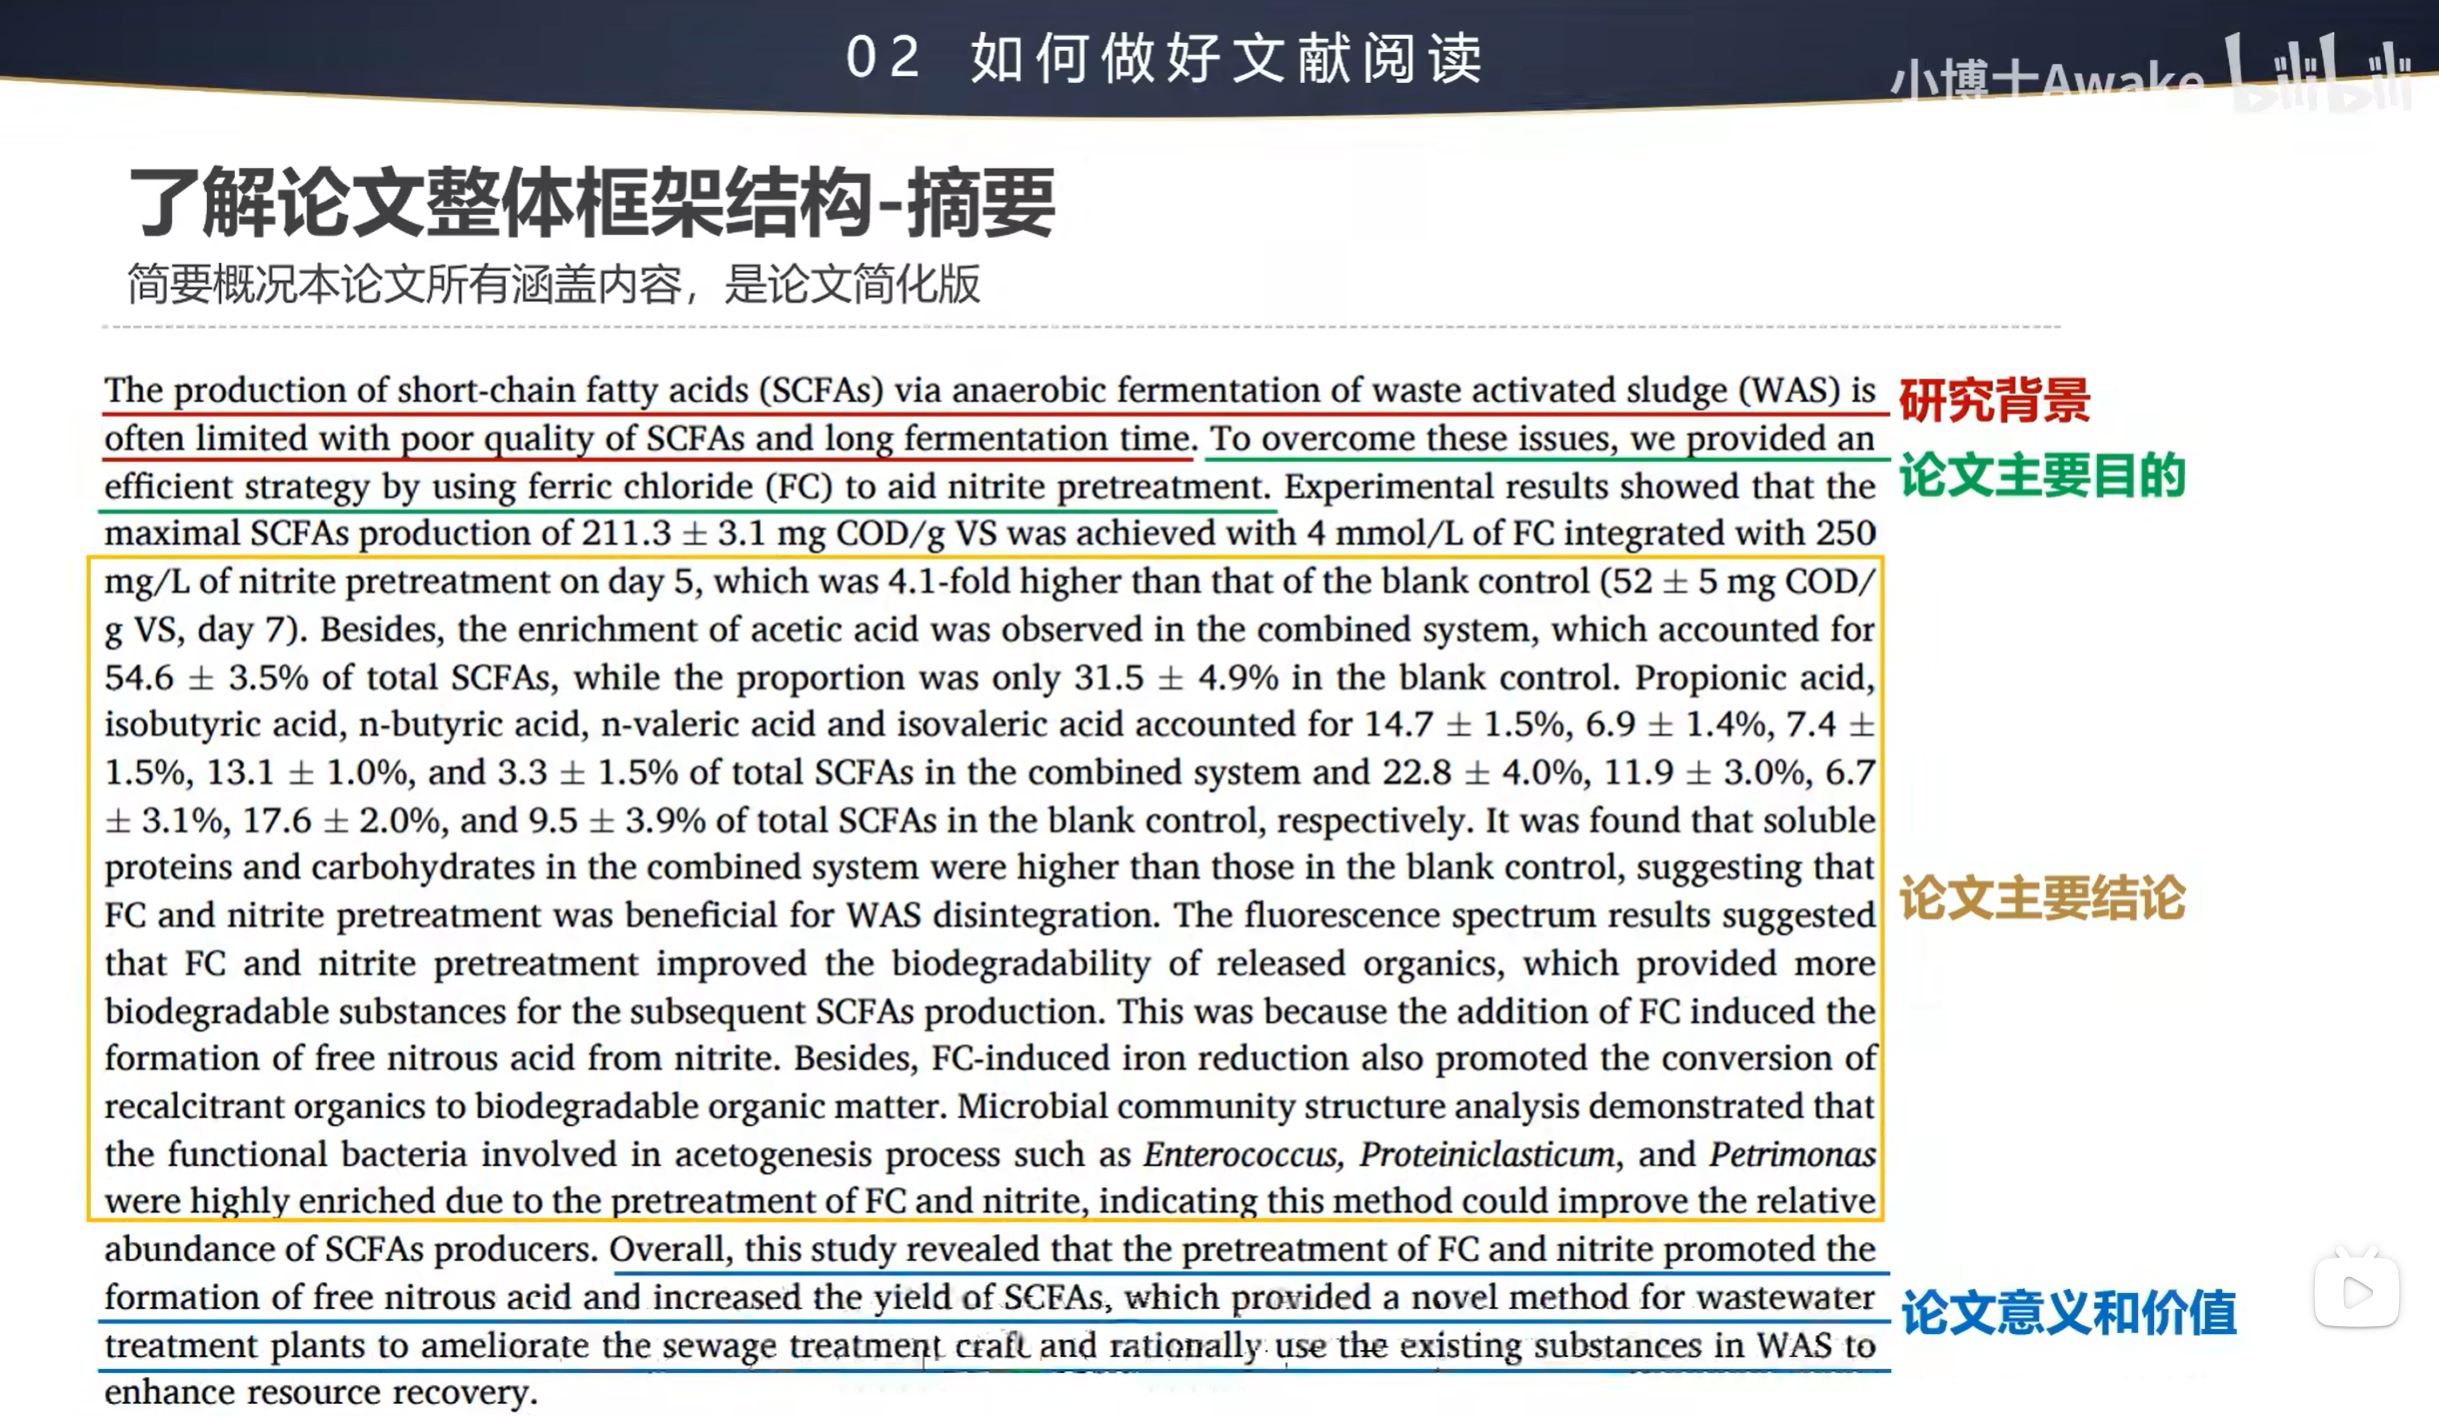 02 如何做好文献阅读
小博士Awake bilibili
了解论文整体框架结构-摘要
简要概况本论文所有涵盖内容，是论文简化版
The production of short-chain fatty acids (SCFAs) via anaerobic fermentation of waste activated sludge (WAS) is
研究背景
often limited with poor quality of SCFAs and long fermentation time. To overcome these issues, we provided an
论文主要目的
efficient strategy by using ferric chloride (FC) to aid nitrite pretreatment. Experimental results showed that the
maximal SCFAs production of 211.3 ± 3.1 mg COD/g VS was achieved with 4 mmol/L of FC integrated with 250
mg/L of nitrite pretreatment on day 5, which was 4.1-fold higher than that of the blank control (52 ± 5 mg COD/
g VS, day 7). Besides, the enrichment of acetic acid was observed in the combined system, which accounted for
54.6 ± 3.5% of total SCFAs, while the proportion was only 31.5 ± 4.9% in the blank control. Propionic acid,
isobutyric acid, n-butyric acid, n-valeric acid and isovaleric acid accounted for 14.7 ± 1.5%, 6.9 ± 1.4%, 7.4 ±
1.5%, 13.1 ± 1.0%, and 3.3 ± 1.5% of total SCFAs in the combined system and 22.8 ± 4.0%, 11.9 ± 3.0%, 6.7
± 3.1%, 17.6 ± 2.0%, and 9.5 ± 3.9% of total SCFAs in the blank control, respectively. It was found that soluble
proteins and carbohydrates in the combined system were higher than those in the blank control, suggesting that
FC and nitrite pretreatment was beneficial for WAS disintegration. The fluorescence spectrum results suggested
论文主要结论
that FC and nitrite pretreatment improved the biodegradability of released organics, which provided more
biodegradable substances for the subsequent SCFAs production. This was because the addition of FC induced the
formation of free nitrous acid from nitrite. Besides, FC-induced iron reduction also promoted the conversion of
recalcitrant organics to biodegradable organic matter. Microbial community structure analysis demonstrated that
the functional bacteria involved in acetogenesis process such as Enterococcus, Proteiniclasticum, and Petrimonas
were highly enriched due to the pretreatment of FC and nitrite, indicating this method could improve the relative
abundance of SCFAs producers. Overall, this study revealed that the pretreatment of FC and nitrite promoted the
formation of free nitrous acid and increased the yield of SCFAs, which provided a novel method for wastewater
论文意义和价值
treatment plants to ameliorate the sewage treatment craft and rationally use the existing substances in WAS to
enhance resource recovery.